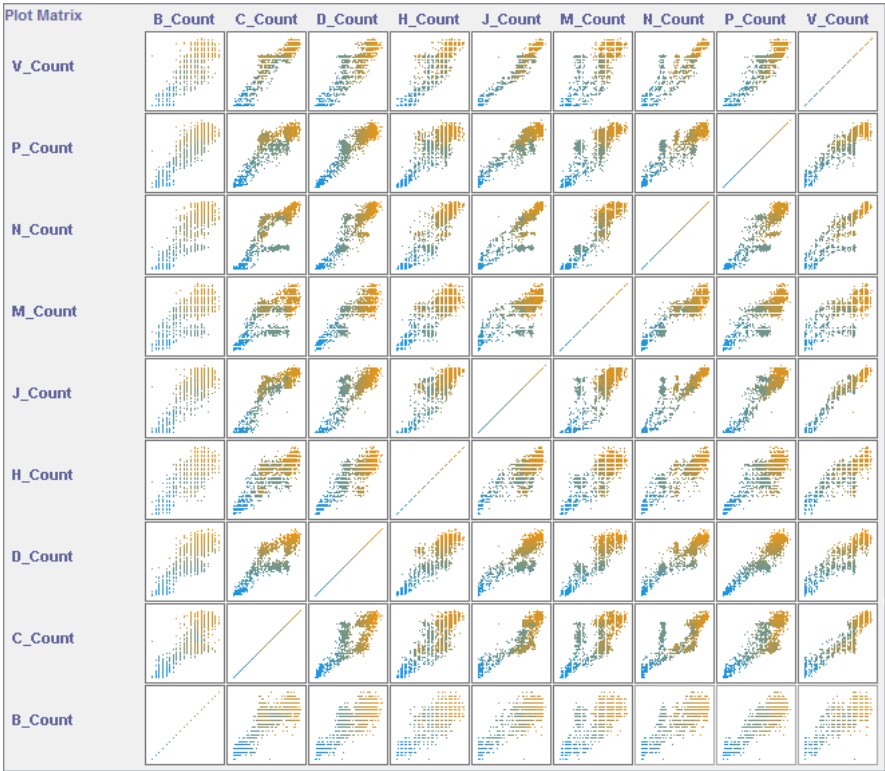 Plot Matrix
B_Count C_Count D_Count H_Count J_Count M_Count N_Count P_Count V_Count
V_Count
P_Count
N_Count
M_Count
J_Count
H_Count
D_Count
C_Count
B_Count